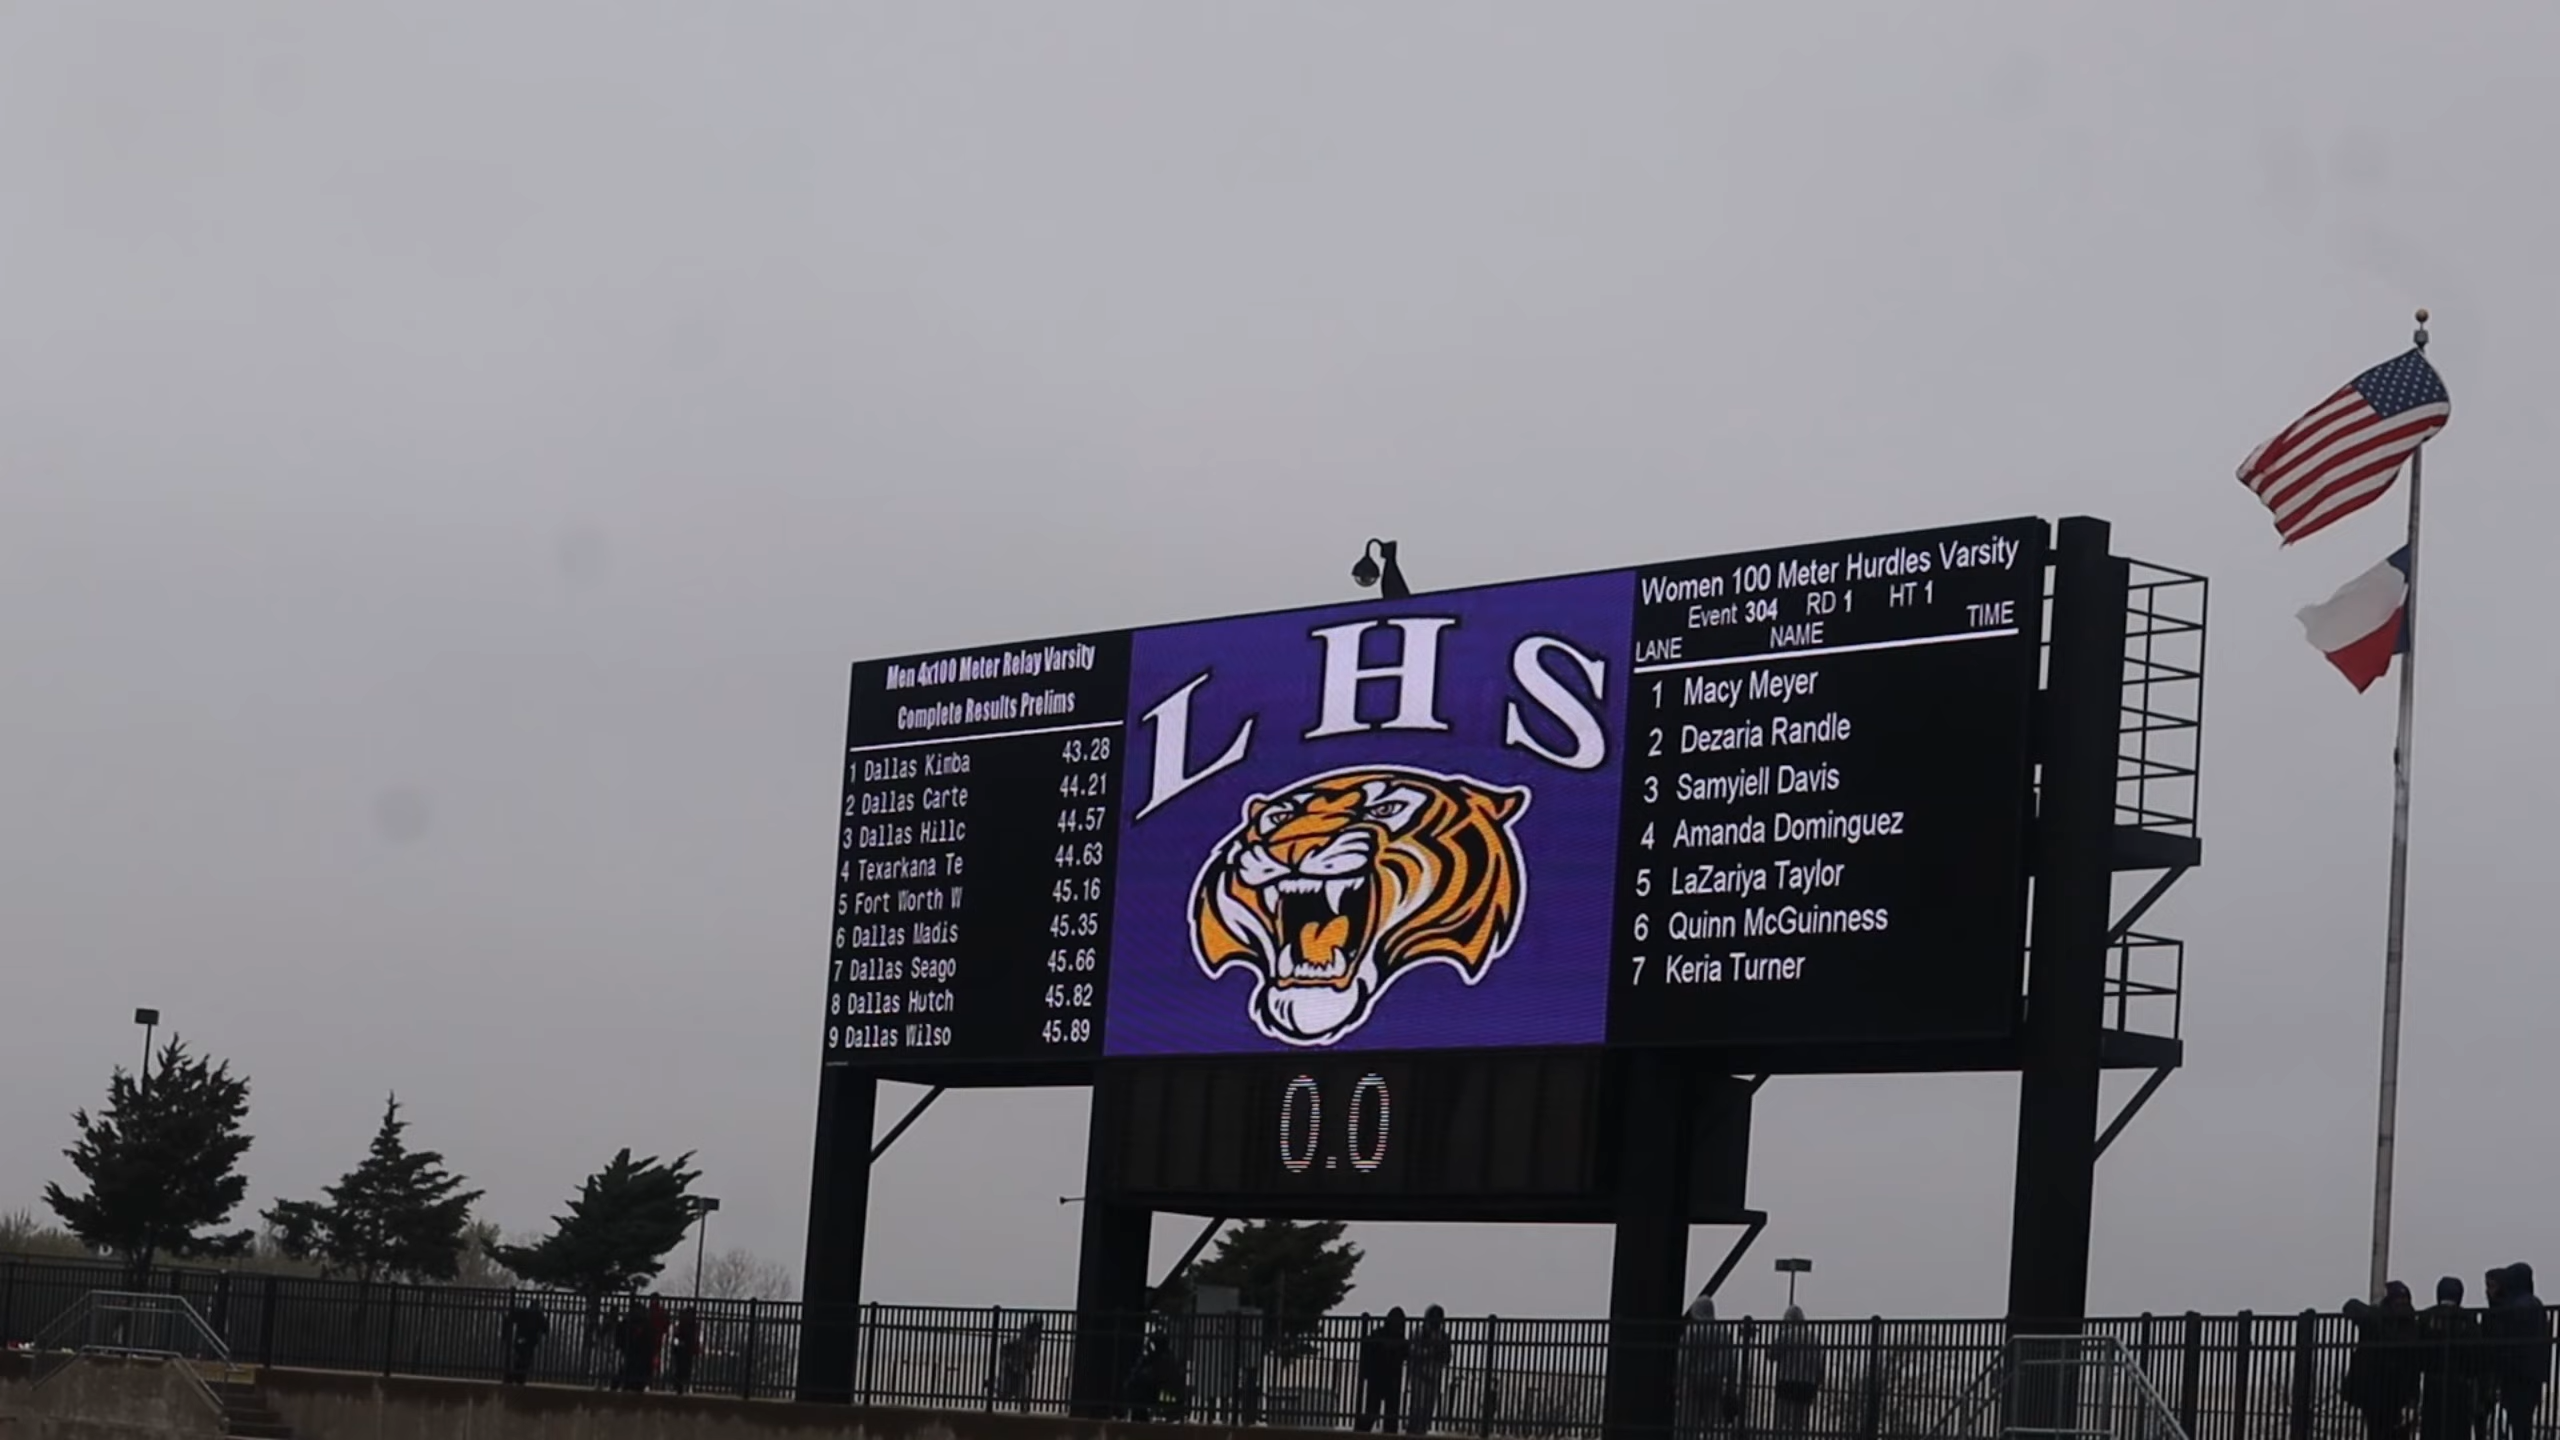 Men 4x100 Meter Relay Varsity
Complete Results Prelims
1 Dallas Kimba 43.28
2 Dallas Carte 44.21
3 Dallas Hillc 44.57
4 Texarkana Te 44.63
5 Fort Worth W 45.16
6 Dallas Madis 45.35
7 Dallas Seago 45.66
8 Dallas Hutch 45.82
9 Dallas Wilso 45.89
LHS
Women 100 Meter Hurdles Varsity
Event 304 RD 1 HT 1
LANE NAME TIME
1 Macy Meyer
2 Dezaria Randle
3 Samyiell Davis
4 Amanda Dominguez
5 LaZariya Taylor
6 Quinn McGuinness
7 Keria Turner
0.0